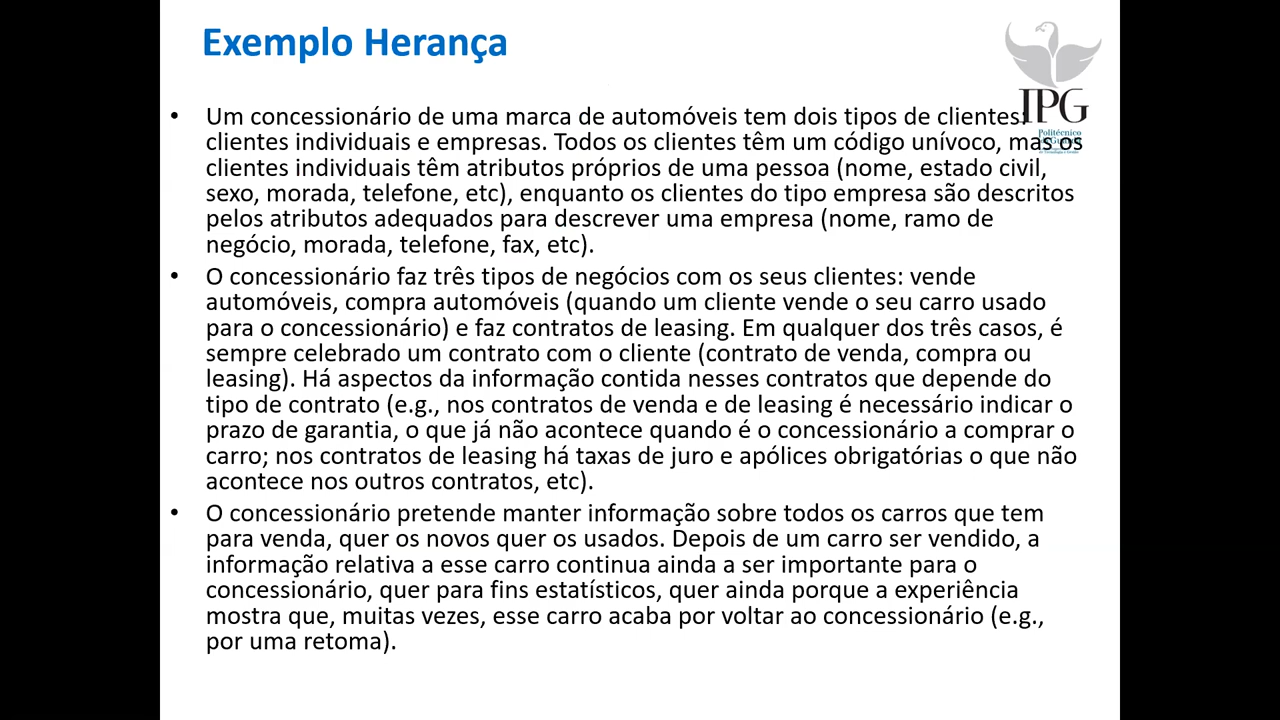 Exemplo Herança
IPG
Politécnico
• Um concessionário de uma marca de automóveis tem dois tipos de clientes:
clientes individuais e empresas. Todos os clientes têm um código unívoco, mas os
clientes individuais têm atributos próprios de uma pessoa (nome, estado civil,
sexo, morada, telefone, etc), enquanto os clientes do tipo empresa são descritos
pelos atributos adequados para descrever uma empresa (nome, ramo de
negócio, morada, telefone, fax, etc).
• O concessionário faz três tipos de negócios com os seus clientes: vende
automóveis, compra automóveis (quando um cliente vende o seu carro usado
para o concessionário) e faz contratos de leasing. Em qualquer dos três casos, é
sempre celebrado um contrato com o cliente (contrato de venda, compra ou
leasing). Há aspectos da informação contida nesses contratos que depende do
tipo de contrato (e.g., nos contratos de venda e de leasing é necessário indicar o
prazo de garantia, o que já não acontece quando é o concessionário a comprar o
carro; nos contratos de leasing há taxas de juro e apólices obrigatórias o que não
acontece nos outros contratos, etc).
• O concessionário pretende manter informação sobre todos os carros que tem
para venda, quer os novos quer os usados. Depois de um carro ser vendido, a
informação relativa a esse carro continua ainda a ser importante para o
concessionário, quer para fins estatísticos, quer ainda porque a experiência
mostra que, muitas vezes, esse carro acaba por voltar ao concessionário (e.g.,
por uma retoma).